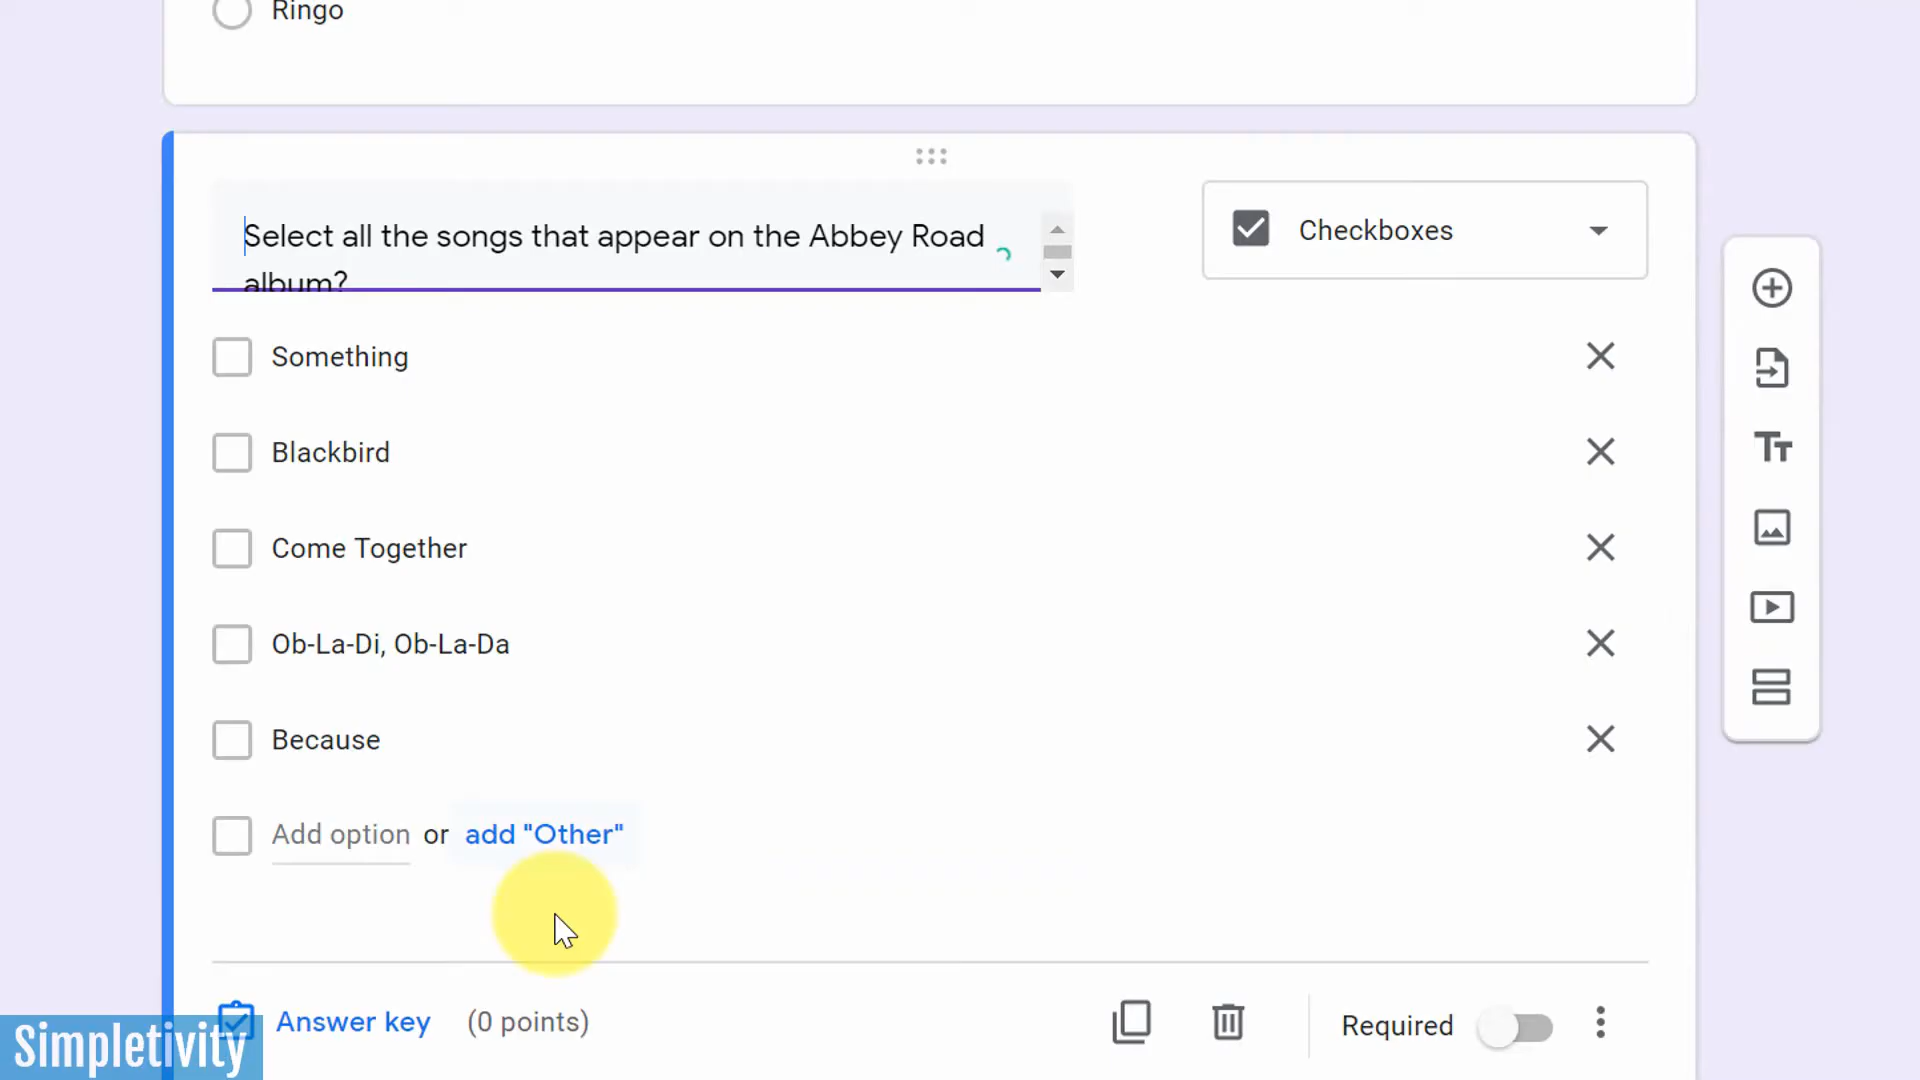 Ringo
Select all the songs that appear on the Abbey Road
album?
Checkboxes
Something
Blackbird
Come Together
Ob-La-Di, Ob-La-Da
Because
Add option or add "Other"
Answer key (0 points)
Required
Simpletivity